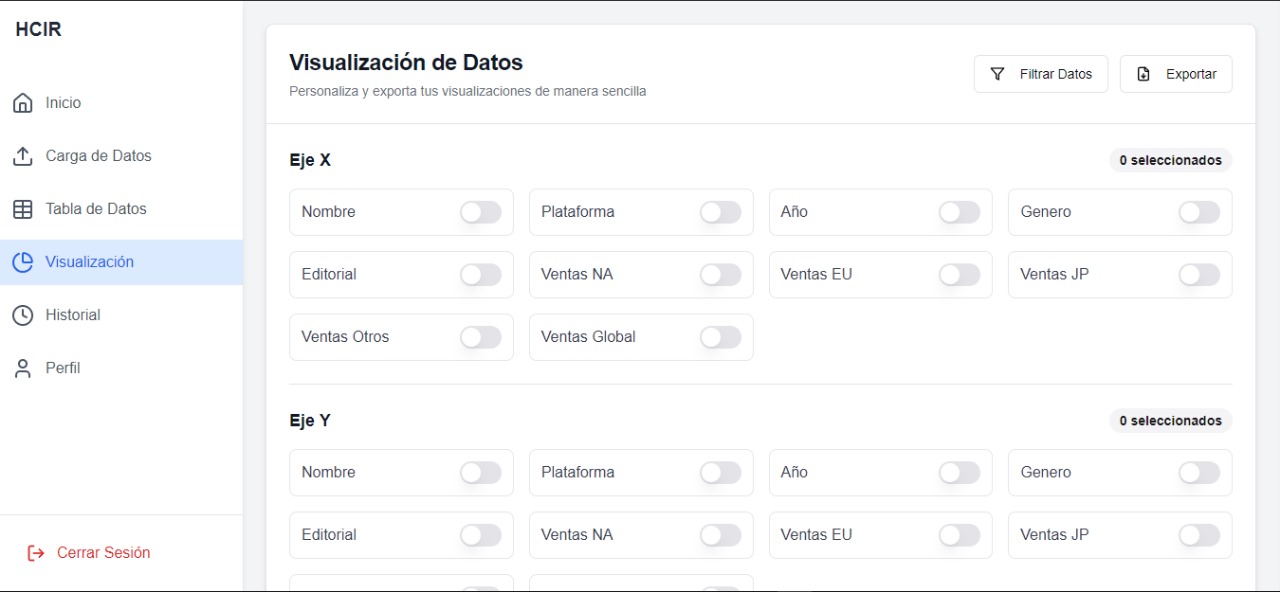 HCIR
Inicio
Carga de Datos
Tabla de Datos
Visualización
Historial
Perfil
Cerrar Sesión
Visualización de Datos
Personaliza y exporta tus visualizaciones de manera sencilla
Filtrar Datos
Exportar
Eje X
0 seleccionados
Nombre
Plataforma
Año
Genero
Editorial
Ventas NA
Ventas EU
Ventas JP
Ventas Otros
Ventas Global
Eje Y
0 seleccionados
Nombre
Plataforma
Año
Genero
Editorial
Ventas NA
Ventas EU
Ventas JP